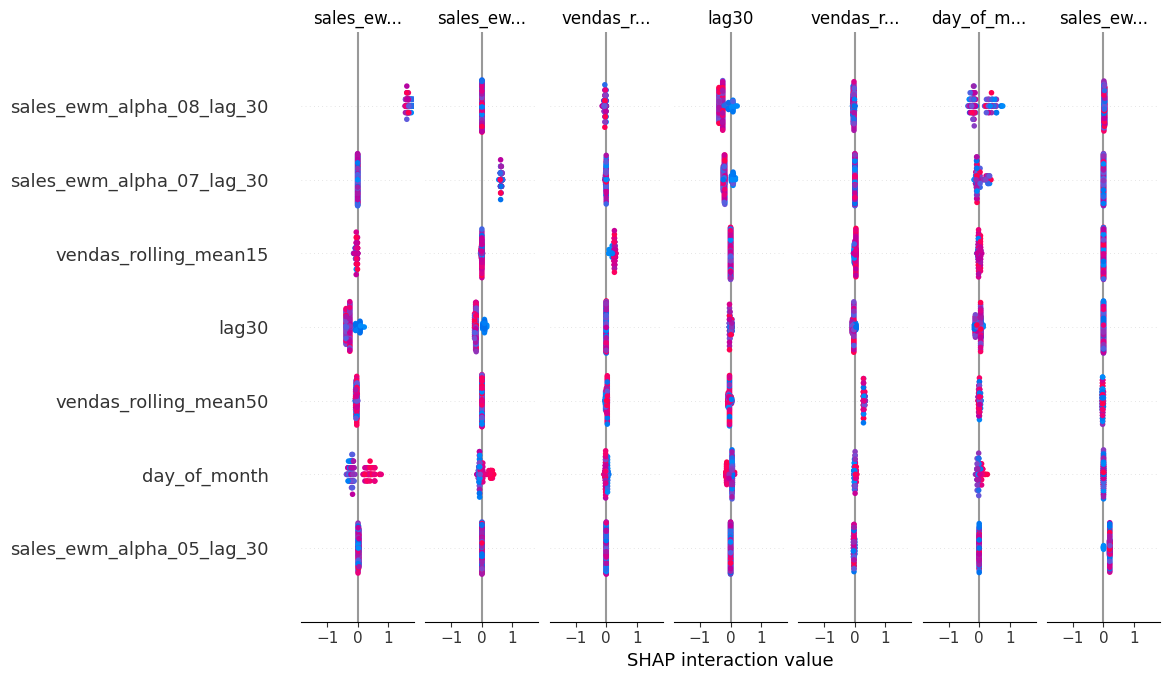 sales_ew... sales_ew... vendas_r... lag30 vendas_r... day_of_m... sales_ew...
sales_ewm_alpha_08_lag_30
sales_ewm_alpha_07_lag_30
vendas_rolling_mean15
lag30
vendas_rolling_mean50
day_of_month
sales_ewm_alpha_05_lag_30
−1 0 1 −1 0 1 −1 0 1 −1 0 1 −1 0 1 −1 0 1 −1 0 1
SHAP interaction value